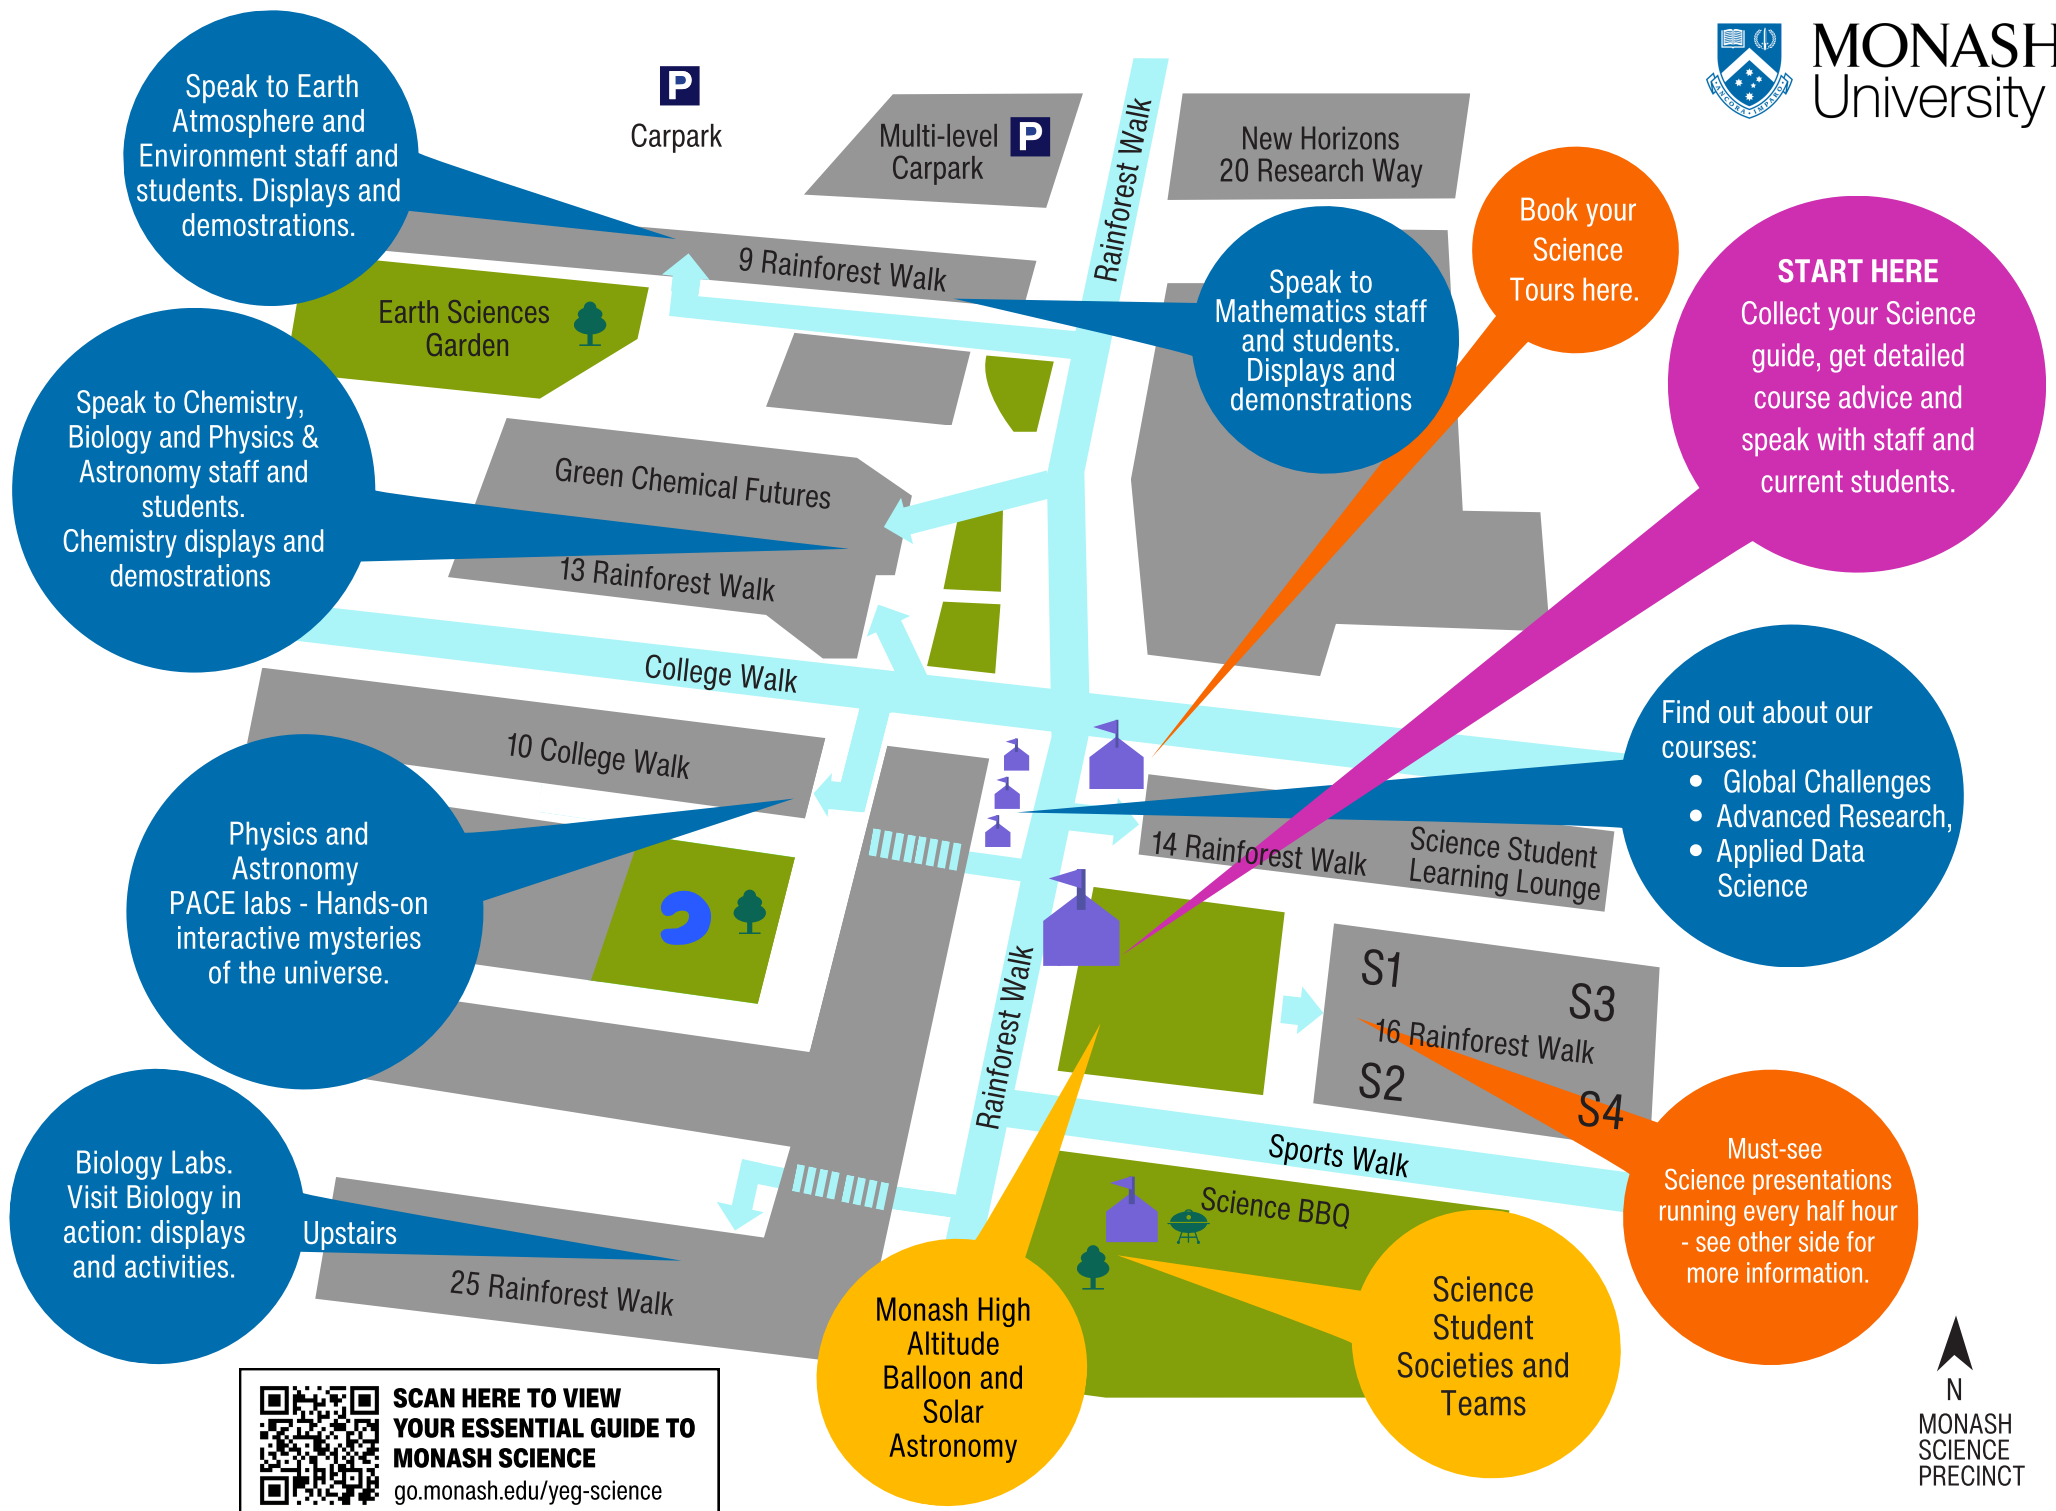 MONASH
University
Speak to Earth
Atmosphere and
Environment staff and
students. Displays and
demostrations.
P
Carpark
Multi-level
Carpark
P
Rainforest Walk
New Horizons
20 Research Way
Book your
Science
Tours here.
START HERE
Collect your Science
guide, get detailed
course advice and
speak with staff and
current students.
9 Rainforest Walk
Speak to
Mathematics staff
and students.
Displays and
demonstrations
Earth Sciences
Garden
Speak to Chemistry,
Biology and Physics &
Astronomy staff and
students.
Chemistry displays and
demostrations
Green Chemical Futures
13 Rainforest Walk
College Walk
10 College Walk
Find out about our
courses:
• Global Challenges
• Advanced Research,
• Applied Data
Science
Physics and
Astronomy
PACE labs - Hands-on
interactive mysteries
of the universe.
14 Rainforest Walk
Science Student
Learning Lounge
Rainforest Walk
S1
S3
16 Rainforest Walk
S2
S4
Sports Walk
Science BBQ
Must-see
Science presentations
running every half hour
- see other side for
more information.
Biology Labs.
Visit Biology in
action: displays
and activities.
Upstairs
25 Rainforest Walk
Monash High
Altitude
Balloon and
Solar
Astronomy
Science
Student
Societies and
Teams
SCAN HERE TO VIEW
YOUR ESSENTIAL GUIDE TO
MONASH SCIENCE
go.monash.edu/yeg-science
N
MONASH
SCIENCE
PRECINCT
ANCORA IMPARO